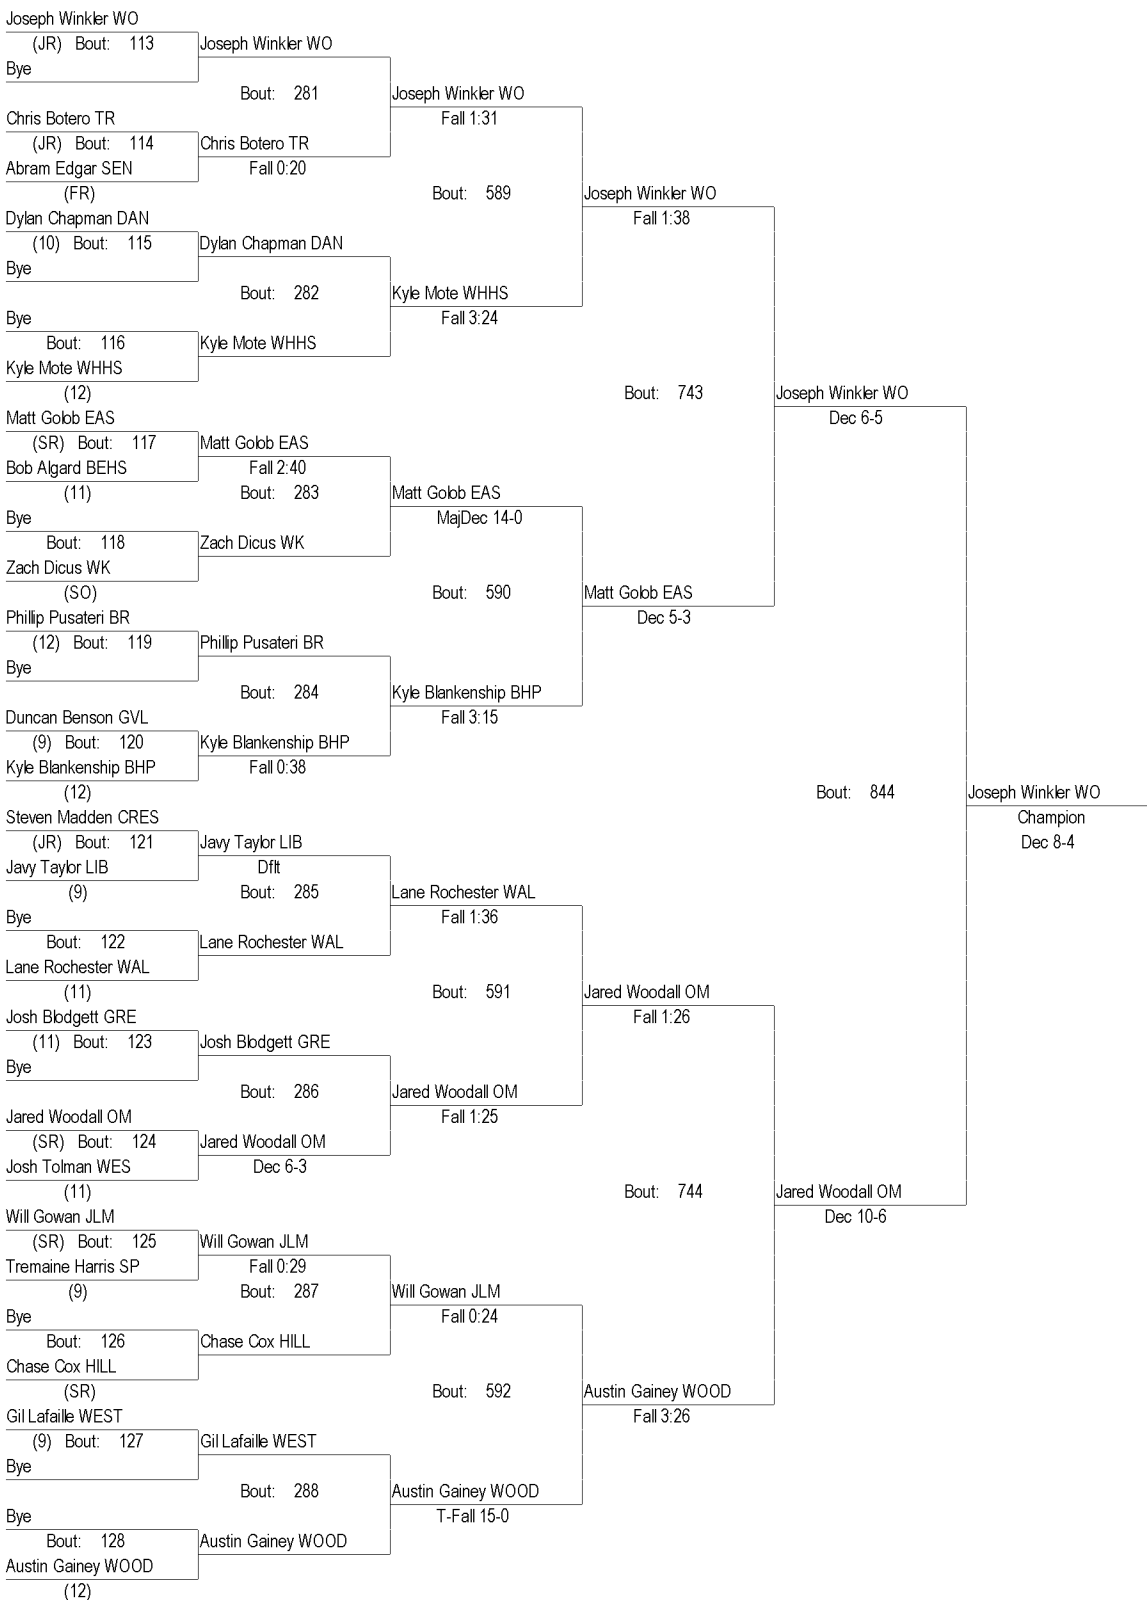 Joseph Winkler WO
(JR) Bout: 113 Joseph Winkler WO
Bye
Bout: 281 Joseph Winkler WO
Chris Botero TR Fall 1:31
(JR) Bout: 114 Chris Botero TR
Abram Edgar SEN Fall 0:20
(FR) Bout: 589 Joseph Winkler WO
Dylan Chapman DAN Fall 1:38
(10) Bout: 115 Dylan Chapman DAN
Bye
Bout: 282 Kyle Mote WHHS
Bye Fall 3:24
Bout: 116 Kyle Mote WHHS
Kyle Mote WHHS
(12) Bout: 743 Joseph Winkler WO
Matt Golob EAS Dec 6-5
(SR) Bout: 117 Matt Golob EAS
Bob Algard BEHS Fall 2:40
(11) Bout: 283 Matt Golob EAS
Bye MajDec 14-0
Bout: 118 Zach Dicus WK
Zach Dicus WK
(SO) Bout: 590 Matt Golob EAS
Phillip Pusateri BR Dec 5-3
(12) Bout: 119 Phillip Pusateri BR
Bye
Bout: 284 Kyle Blankenship BHP
Duncan Benson GVL Fall 3:15
(9) Bout: 120 Kyle Blankenship BHP
Kyle Blankenship BHP Fall 0:38
(12) Bout: 844 Joseph Winkler WO
Steven Madden CRES Champion
(JR) Bout: 121 Javy Taylor LIB Dec 8-4
Javy Taylor LIB Dflt
(9) Bout: 285 Lane Rochester WAL
Bye Fall 1:36
Bout: 122 Lane Rochester WAL
Lane Rochester WAL
(11) Bout: 591 Jared Woodall OM
Josh Blodgett GRE Fall 1:26
(11) Bout: 123 Josh Blodgett GRE
Bye
Bout: 286 Jared Woodall OM
Jared Woodall OM Fall 1:25
(SR) Bout: 124 Jared Woodall OM
Josh Tolman WES Dec 6-3
(11) Bout: 744 Jared Woodall OM
Will Gowan JLM Dec 10-6
(SR) Bout: 125 Will Gowan JLM
Tremaine Harris SP Fall 0:29
(9) Bout: 287 Will Gowan JLM
Bye Fall 0:24
Bout: 126 Chase Cox HILL
Chase Cox HILL
(SR) Bout: 592 Austin Gainey WOOD
Gil Lafaille WEST Fall 3:26
(9) Bout: 127 Gil Lafaille WEST
Bye
Bout: 288 Austin Gainey WOOD
Bye T-Fall 15-0
Bout: 128 Austin Gainey WOOD
Austin Gainey WOOD
(12)